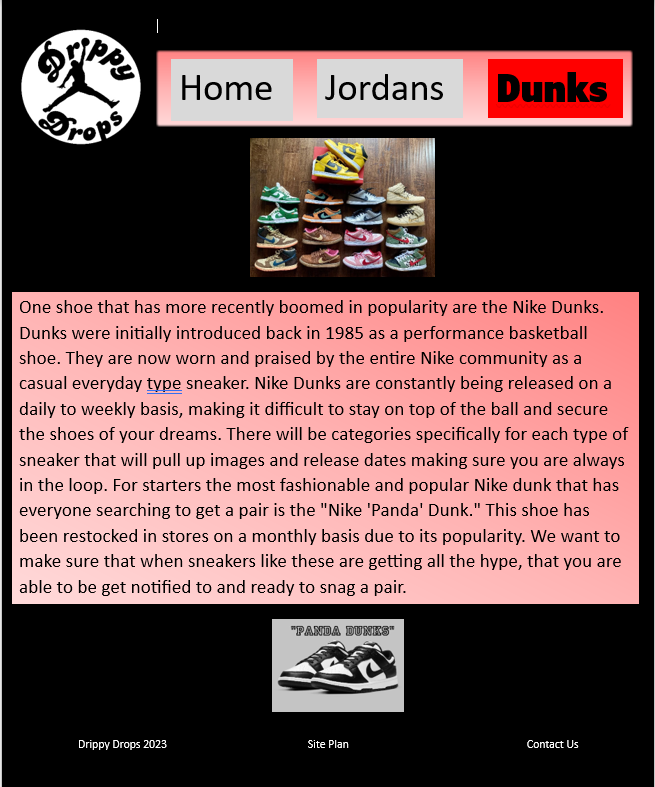 Drippy
Drops
Home
Jordans
Dunks
One shoe that has more recently boomed in popularity are the Nike Dunks.
Dunks were initially introduced back in 1985 as a performance basketball
shoe. They are now worn and praised by the entire Nike community as a
casual everyday type sneaker. Nike Dunks are constantly being released on a
daily to weekly basis, making it difficult to stay on top of the ball and secure
the shoes of your dreams. There will be categories specifically for each type of
sneaker that will pull up images and release dates making sure you are always
in the loop. For starters the most fashionable and popular Nike dunk that has
everyone searching to get a pair is the "Nike 'Panda' Dunk." This shoe has
been restocked in stores on a monthly basis due to its popularity. We want to
make sure that when sneakers like these are getting all the hype, that you are
able to be get notified to and ready to snag a pair.
"PANDA DUNKS"
Drippy Drops 2023
Site Plan
Contact Us